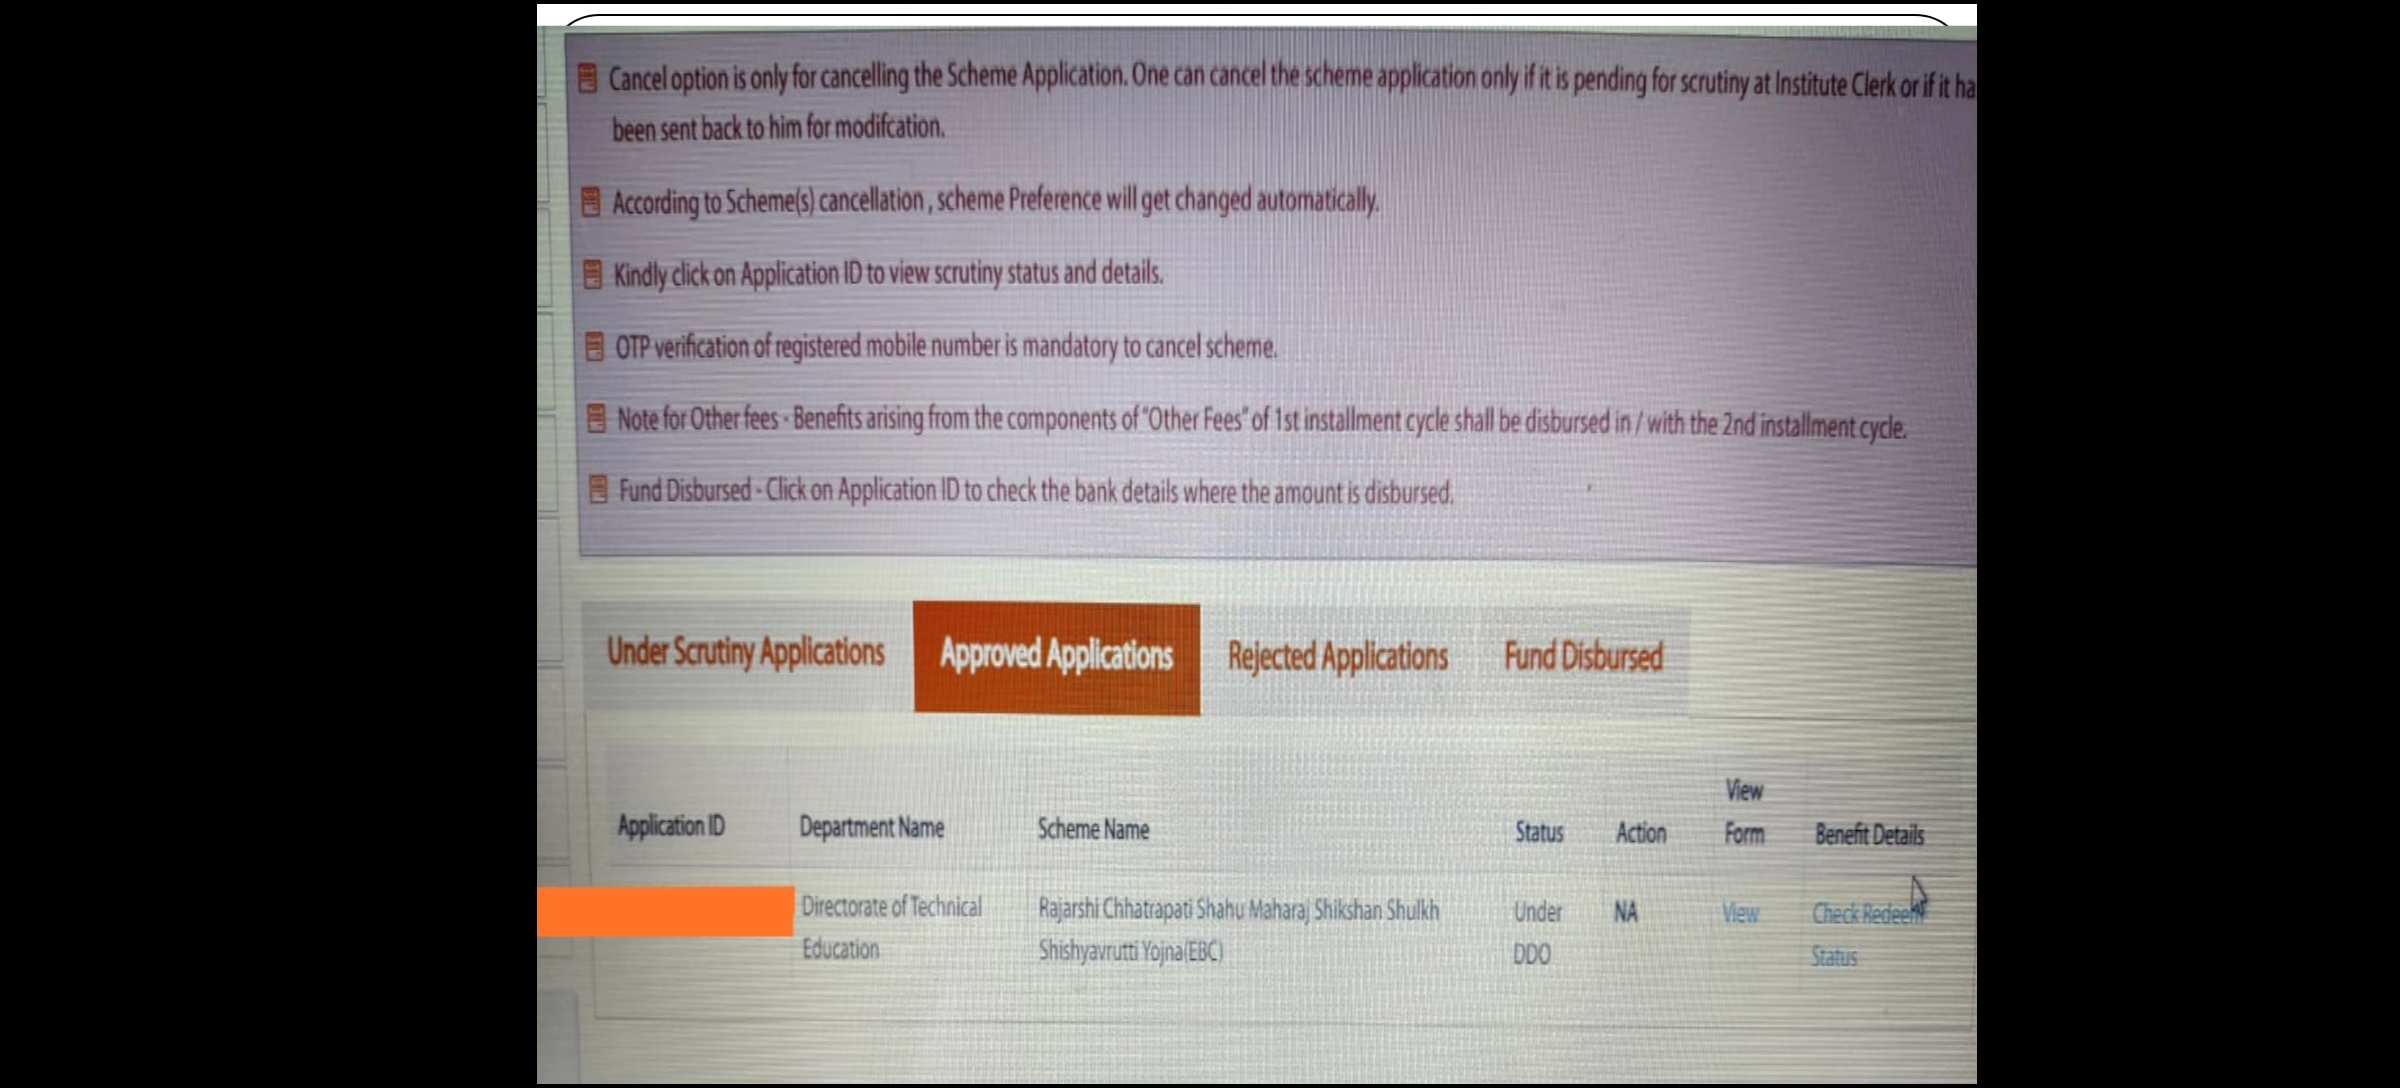 Cancel option is only for cancelling the Scheme Application. One can cancel the scheme application only if it is pending for scrutiny at Institute Clerk or if it ha
been sent back to him for modifcation.
According to Scheme(s) cancellation , scheme Preference will get changed automatically.
Kindly click on Application ID to view scrutiny status and details.
OTP verification of registered mobile number is mandatory to cancel scheme.
Note for Other fees - Benefits arising from the components of "Other Fees" of 1st installment cycle shall be disbursed in / with the 2nd installment cycle.
Fund Disbursed - Click on Application ID to check the bank details where the amount is disbursed.
Under Scrutiny Applications Approved Applications Rejected Applications Fund Disbursed
View
Application ID Department Name Scheme Name Status Action Form Benefit Details
Directorate of Technical Rajarshi Chhatrapati Shahu Maharaj Shikshan Shulkh Under NA View Check Redeem
Education Shishyavrutti Yojna(EBC) DDO Status